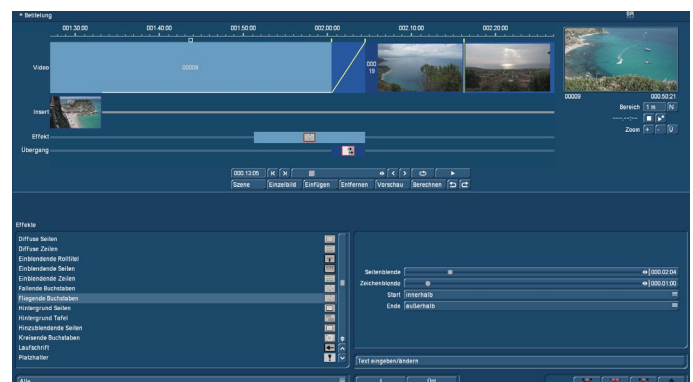 * Betitelung
001:30:00 001:40:00 001:50:00 002:00:00 002:10:00 002:20:00
Video
00009
000
19
Insert
Effekt
Übergang
00009 000:50:21
Bereich 1 m N
Zoom + - Ü
000:13:05
Szene Einzelbild Einfügen Entfernen Vorschau Berechnen
Effekte
Diffuse Seiten
Diffuse Zeilen
Einblendende Rolltitel
Einblendende Seiten
Einblendende Zeilen
Fallende Buchstaben
Fliegende Buchstaben
Hintergrund Seiten
Hintergrund Tafel
Hinzublendende Seiten
Kreisende Buchstaben
Laufschrift
Platzhalter
Alle
Seitenblende 000:02:04
Zeichenblende 000:01:00
Start innerhalb
Ende außerhalb
Text eingeben/ändern